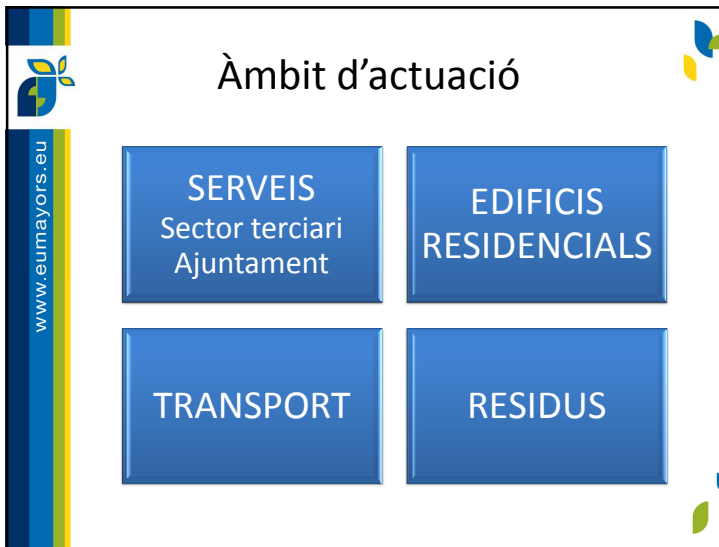 Àmbit d'actuació
www.eumayors.eu
SERVEIS
Sector terciari
Ajuntament
EDIFICIS
RESIDENCIALS
TRANSPORT
RESIDUS